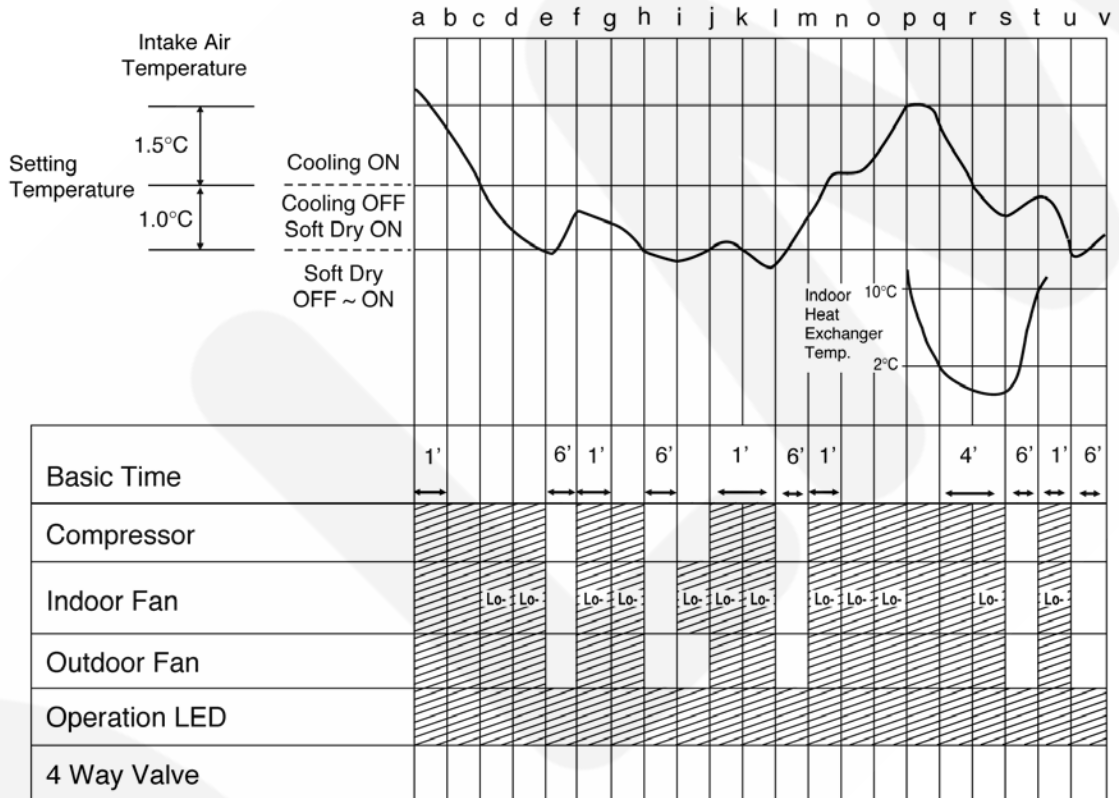 a b c d e f g h i j k l m n o p q r s t u v
Intake Air
Temperature
1.5°C
Setting
Temperature
1.0°C
Cooling ON
Cooling OFF
Soft Dry ON
Soft Dry
OFF ~ ON
Indoor
Heat
Exchanger
Temp.
10°C
2°C
Basic Time 1' 6' 1' 6' 1' 6' 1' 4' 6' 1' 6'
Compressor
Indoor Fan Lo- Lo- Lo- Lo- Lo- Lo- Lo- Lo- Lo- Lo- Lo- Lo-
Outdoor Fan
Operation LED
4 Way Valve